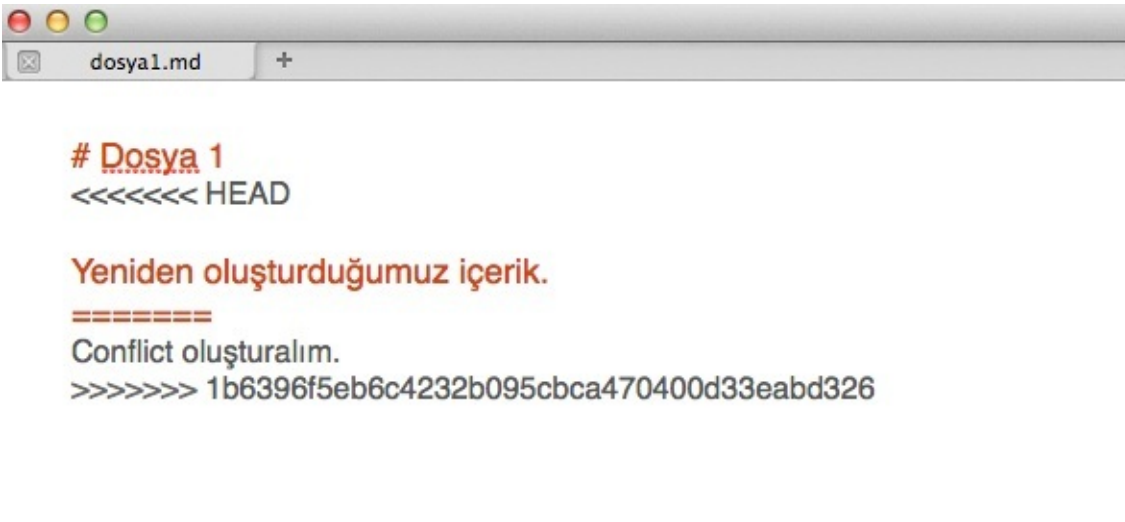 dosya1.md
# Dosya 1
<<<<<<< HEAD
Yeniden oluşturduğumuz içerik.
=======
Conflict oluşturalım.
>>>>>>> 1b6396f5eb6c4232b095cbca470400d33eabd326